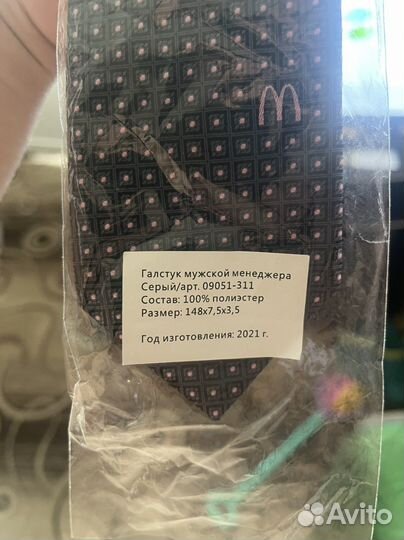 Галстук мужской менеджера
Серый/арт. 09051-311
Состав: 100% полиэстер
Размер: 148х7,5х3,5
Год изготовления: 2021 г.
Avito